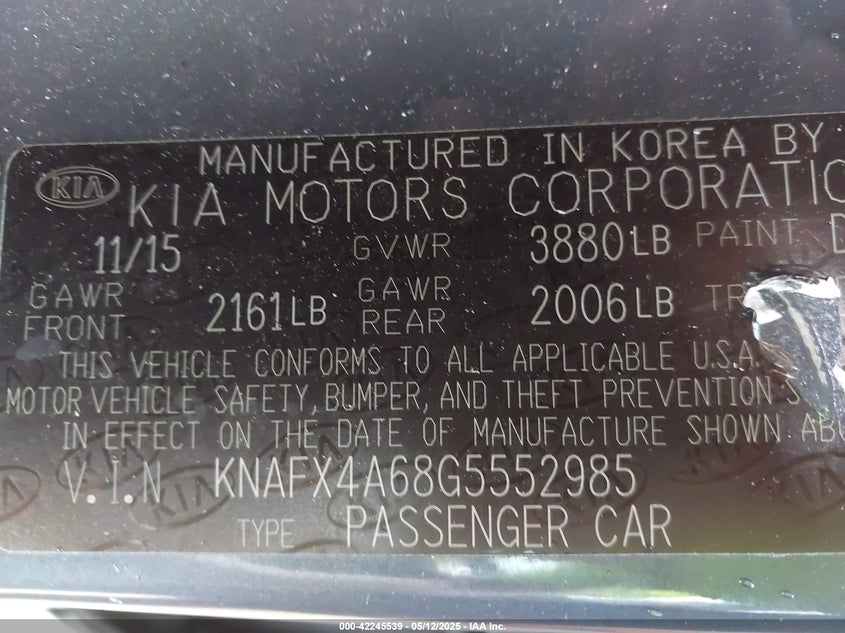 MANUFACTURED IN KOREA BY
KIA KIA MOTORS CORPORATIO
11/15 GVWR 3880LB PAINT D
GAWR FRONT 2161LB GAWR REAR 2006LB TR
THIS VEHICLE CONFORMS TO ALL APPLICABLE U.S.A.
MOTOR VEHICLE SAFETY, BUMPER, AND THEFT PREVENTION S
IN EFFECT ON THE DATE OF MANUFACTURE SHOWN ABO
V.I.N KNAFX4A68G5552985
TYPE PASSENGER CAR
000-42245539 - 05/12/2025 - IAA Inc.